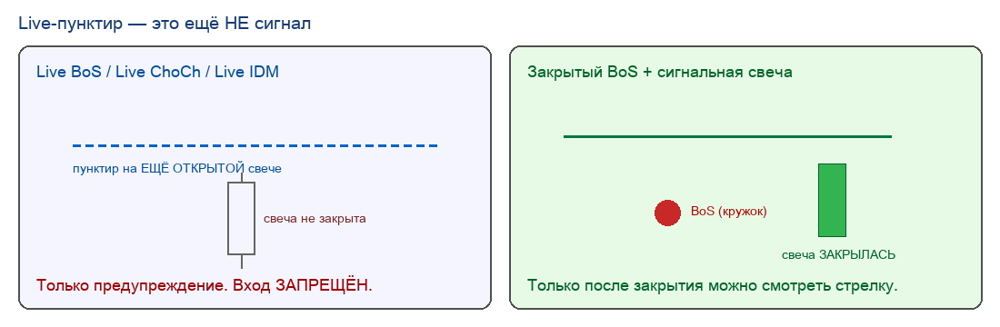 Live-пунктир — это ещё НЕ сигнал
Live BoS / Live ChoCh / Live IDM
пунктир на ЕЩЁ ОТКРЫТОЙ свече
свеча не закрыта
Только предупреждение. Вход ЗАПРЕЩЁН.
Закрытый BoS + сигнальная свеча
BoS (кружок)
свеча ЗАКРЫЛАСЬ
Только после закрытия можно смотреть стрелку.